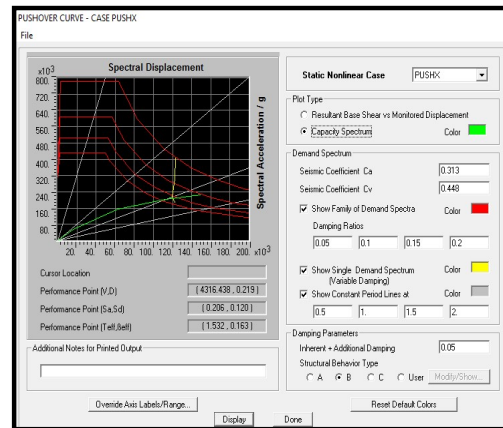 PUSHOVER CURVE - CASE PUSHX
File
Spectral Displacement
x10³
800.
720.
640.
560.
480.
400.
320.
240.
160.
80.
20. 40. 60. 80. 100. 120. 140. 160. 180. 200. x10³
Spectral Acceleration / g
Cursor Location
Performance Point (V,D) ( 4316.438 , 0.219 )
Performance Point (Sa,Sd) ( 0.206 , 0.120 )
Performance Point (Teff,βeff) ( 1.532 , 0.163 )
Additional Notes for Printed Output
Static Nonlinear Case PUSHX
Plot Type
Resultant Base Shear vs Monitored Displacement
Capacity Spectrum Color
Demand Spectrum
Seismic Coefficient Ca 0.313
Seismic Coefficient Cv 0.448
Show Family of Demand Spectra Color
Damping Ratios
0.05 0.1 0.15 0.2
Show Single Demand Spectrum Color
(Variable Damping)
Show Constant Period Lines at Color
0.5 1. 1.5 2.
Damping Parameters
Inherent + Additional Damping 0.05
Structural Behavior Type
A B C User Modify/Show...
Override Axis Labels/Range... Reset Default Colors
Display Done